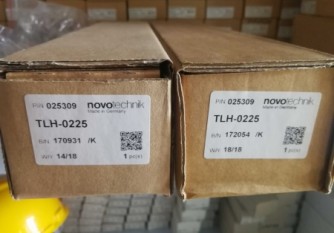 P/N 025309 novotechnik
Made in Germany
TLH-0225
S/N 170931 /K
W/Y 14/18 1 piece
P/N 025309 novotechnik
Made in Germany
TLH-0225
S/N 172054 /K
W/Y 18/18 1 piece